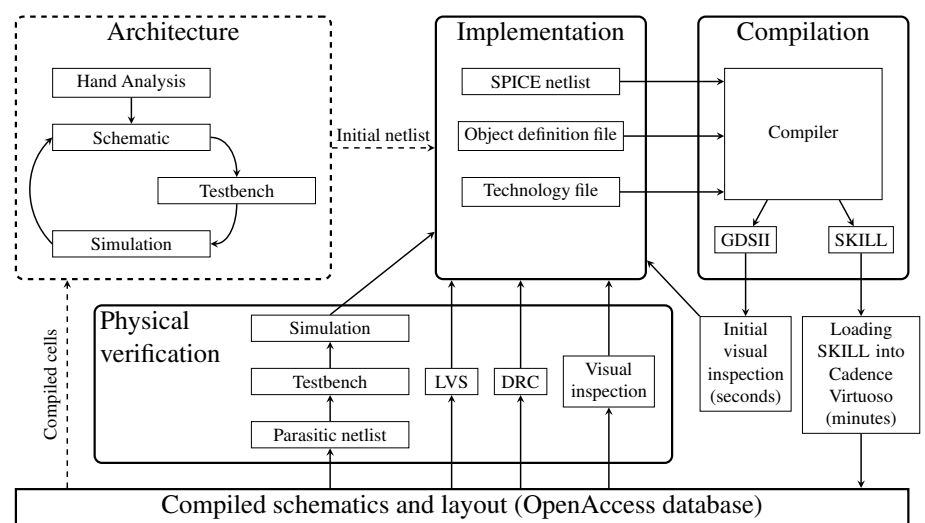 Architecture
Hand Analysis
Schematic
Testbench
Simulation
Initial netlist
Implementation
SPICE netlist
Object definition file
Technology file
Compilation
Compiler
GDSII
SKILL
Compiled cells
Physical
verification
Simulation
Testbench
Parasitic netlist
LVS
DRC
Visual
inspection
Initial
visual
inspection
(seconds)
Loading
SKILL into
Cadence
Virtuoso
(minutes)
Compiled schematics and layout (OpenAccess database)